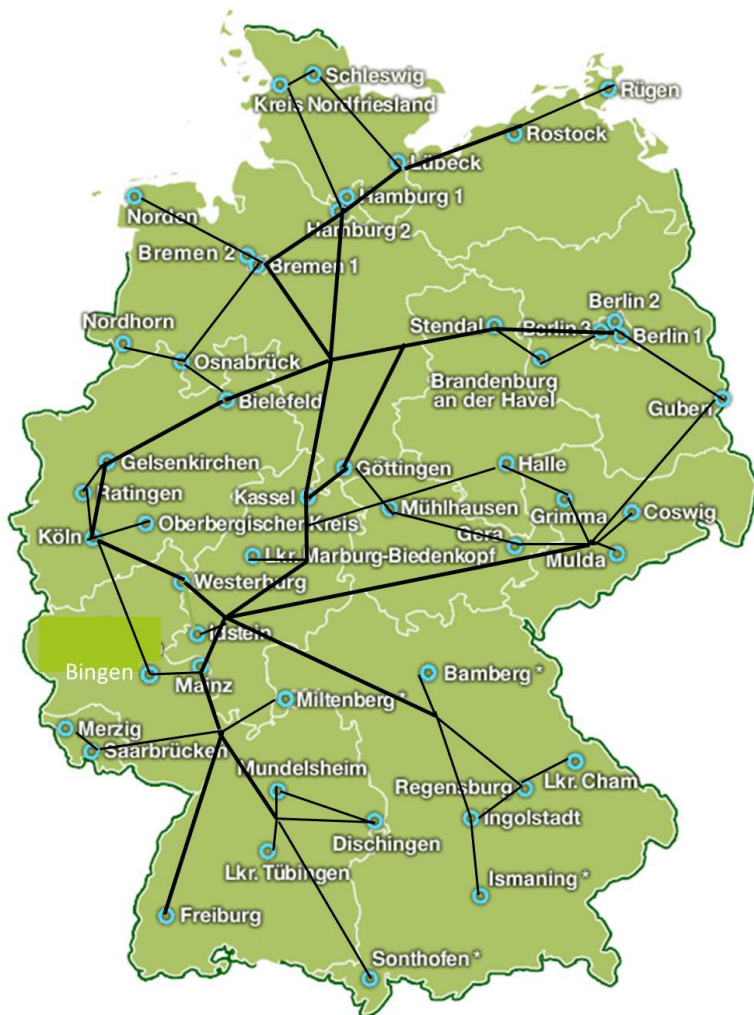 Schleswig
Kreis Nordfriesland
Rügen
Rostock
Lübeck
Hamburg 1
Norden
Hamburg 2
Bremen 2
Bremen 1
Berlin 2
Nordhorn
Stendal
Berlin 3
Berlin 1
Osnabrück
Brandenburg
an der Havel
Bielefeld
Guben
Gelsenkirchen
Göttingen
Halle
Ratingen
Kassel
Mühlhausen
Grimma
Coswig
Oberbergischer Kreis
Köln
Gera
Lkr. Marburg-Biedenkopf
Mulda
Westerburg
Idstein
Bingen
Mainz
Bamberg *
Miltenberg *
Merzig
Saarbrücken
Mundelsheim
Regensburg
Lkr. Cham
Ingolstadt
Dischingen
Lkr. Tübingen
Ismaning *
Freiburg
Sonthofen *